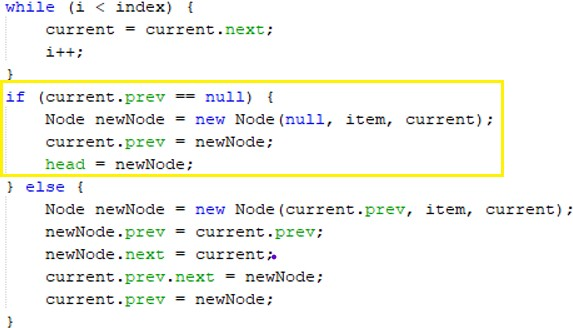 while (i < index) {
    current = current.next;
    i++;
}
if (current.prev == null) {
    Node newNode = new Node(null, item, current);
    current.prev = newNode;
    head = newNode;
} else {
    Node newNode = new Node(current.prev, item, current);
    newNode.prev = current.prev;
    newNode.next = current;
    current.prev.next = newNode;
    current.prev = newNode;
}